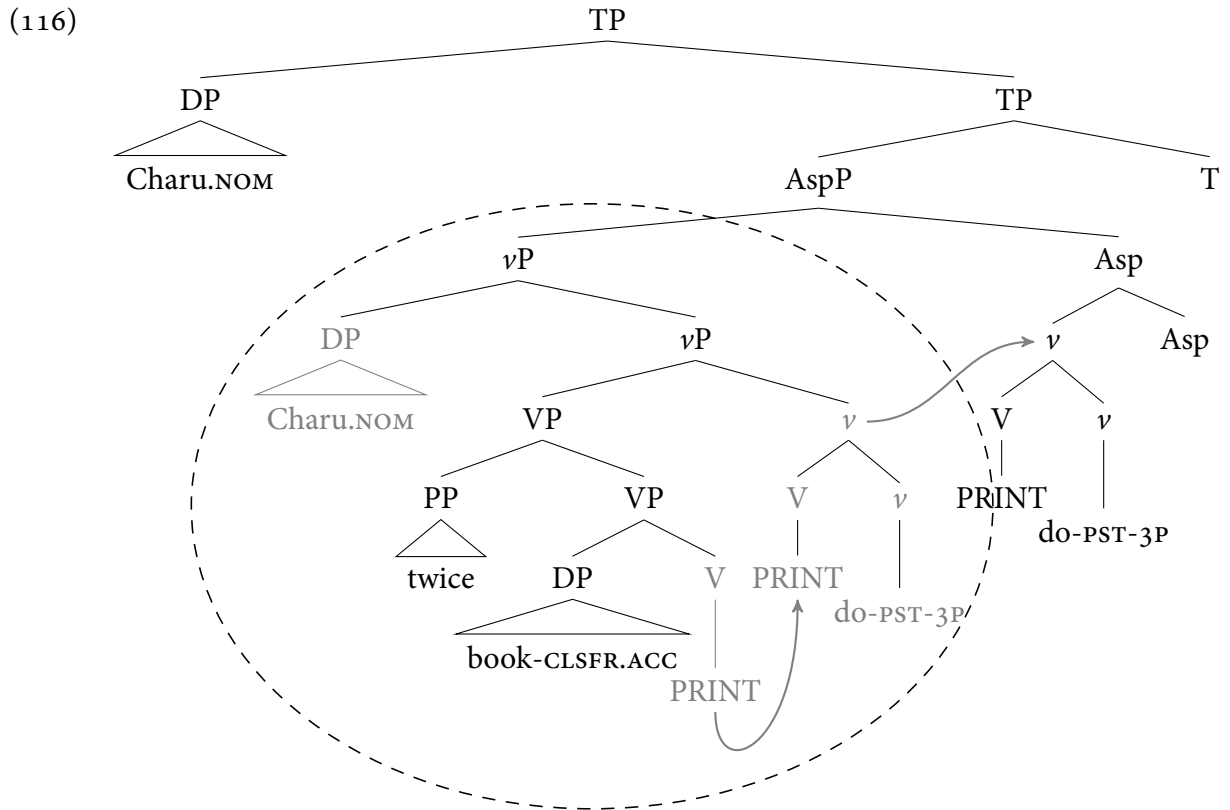 (116) TP
DP TP
Charu.NOM AspP T
vP Asp
DP vP v Asp
Charu.NOM VP v V v
PP VP V v PRINT do-PST-3P
twice DP V PRINT do-PST-3P
book-CLSFR.ACC PRINT